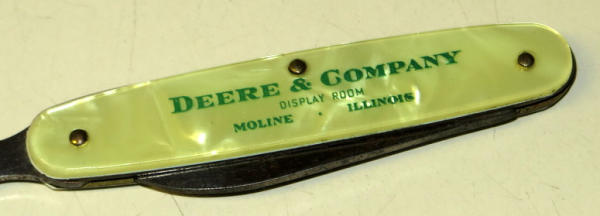 DEERE & COMPANY
DISPLAY ROOM
MOLINE · ILLINOIS